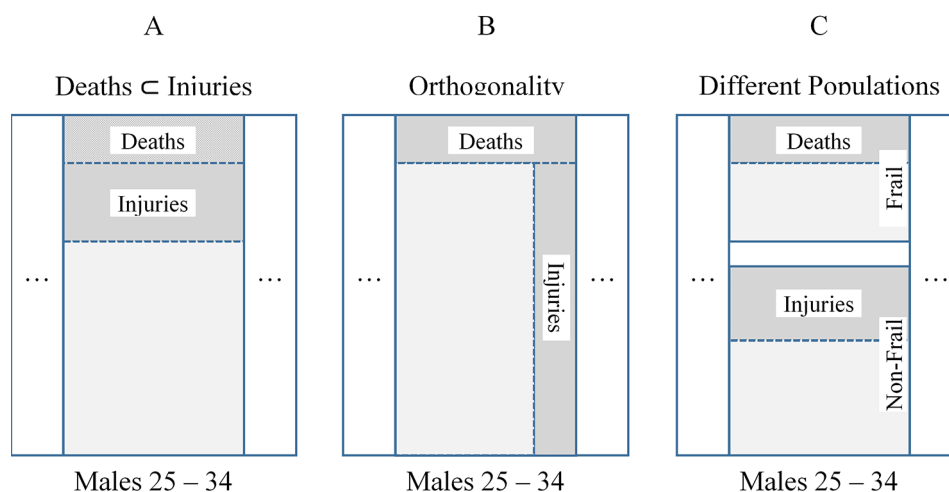 A
Deaths ⊂ Injuries
Deaths
Injuries
...
...
Males 25 – 34
B
Orthogonality
Deaths
Injuries
...
...
Males 25 – 34
C
Different Populations
Deaths
Frail
Injuries
Non-Frail
...
...
Males 25 – 34